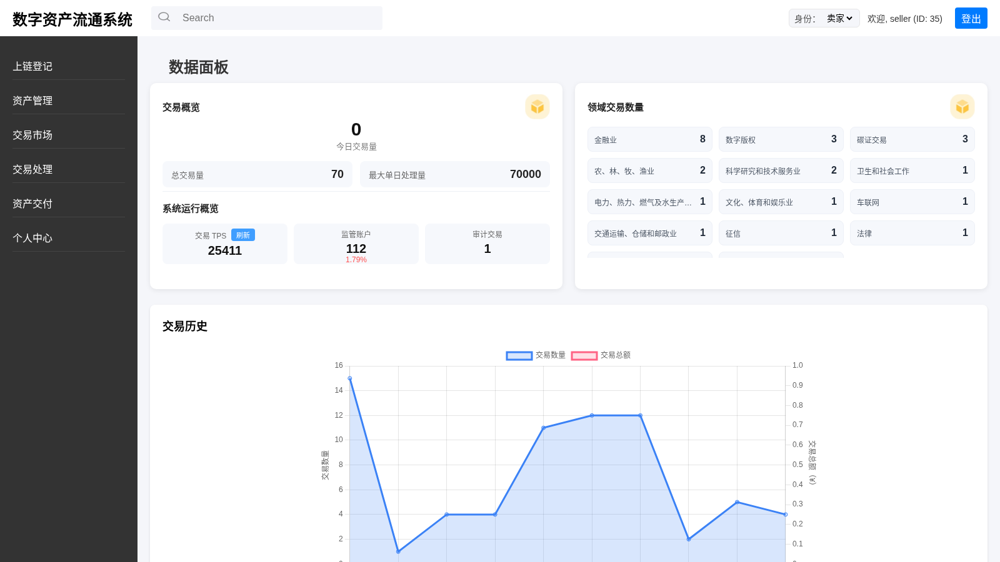 数字资产流通系统
Search
身份：
卖家
欢迎, seller (ID: 35)
登出
上链登记
资产管理
交易市场
交易处理
资产交付
个人中心
数据面板
交易概览
0
今日交易量
总交易量 70
最大单日处理量 70000
系统运行概览
交易 TPS 刷新
25411
监管账户
112
1.79%
审计交易
1
领域交易数量
金融业 8
数字版权 3
碳证交易 3
农、林、牧、渔业 2
科学研究和技术服务业 2
卫生和社会工作 1
电力、热力、燃气及水生产... 1
文化、体育和娱乐业 1
车联网 1
交通运输、仓储和邮政业 1
征信 1
法律 1
交易历史
交易数量
交易总额
16
14
12
10
8
6
4
2
交易数量
1.0
0.9
0.8
0.7
0.6
0.5
0.4
0.3
0.2
0.1
交易总额（¥）